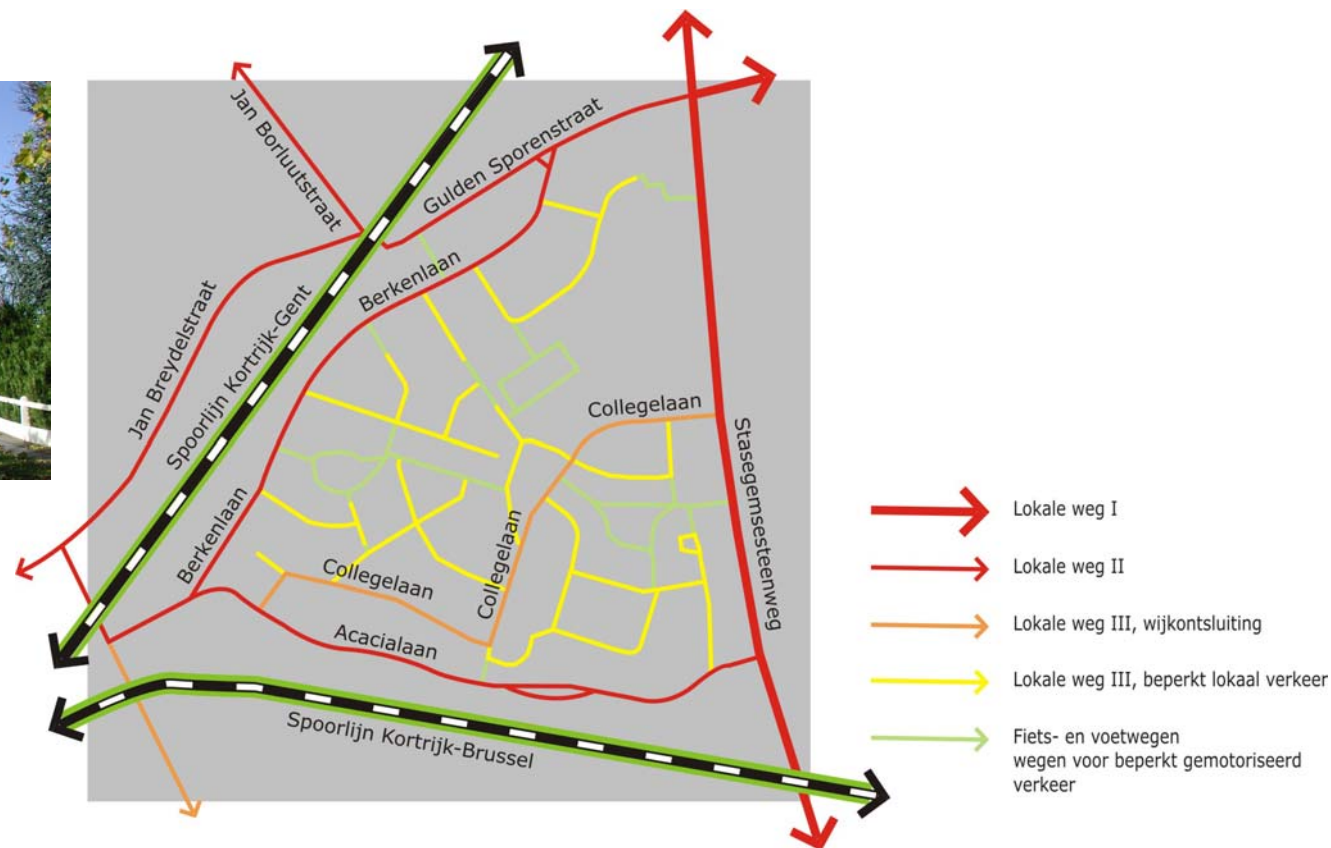 Jan Borluutstraat
Gulden Sporenstraat
Berkenlaan
Jan Breydelstraat
Spoorlijn Kortrijk-Gent
Collegelaan
Stasegemsesteenweg
Berkenlaan
Collegelaan
Collegelaan
Acacialaan
Spoorlijn Kortrijk-Brussel
Lokale weg I
Lokale weg II
Lokale weg III, wijkontsluiting
Lokale weg III, beperkt lokaal verkeer
Fiets- en voetwegen
wegen voor beperkt gemotoriseerd
verkeer